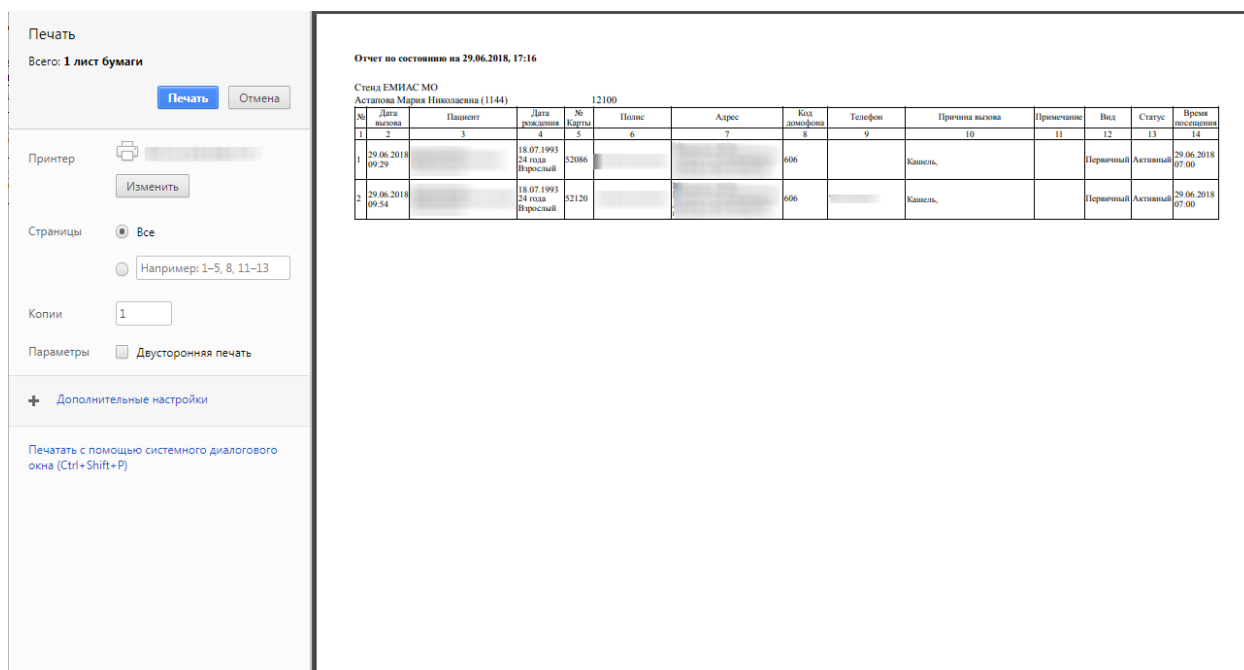 Печать
Всего: 1 лист бумаги
Печать
Отмена
Принтер
Изменить
Страницы
Все
Например: 1–5, 8, 11–13
Копии
1
Параметры
Двусторонняя печать
+ Дополнительные настройки
Печатать с помощью системного диалогового
окна (Ctrl+Shift+P)
Отчет по состоянию на 29.06.2018, 17:16
Стенд ЕМИАС МО
Астапова Мария Николаевна (1144) 12100
№ Дата вызова Пациент Дата рождения № Карты Полис Адрес Код домофона Телефон Причина вызова Примечание Вид Статус Время посещения
1 2 3 4 5 6 7 8 9 10 11 12 13 14
1 29.06.2018 09:29 18.07.1993 24 года Взрослый 52086 606 Кашель, Первичный Активный 29.06.2018 07:00
2 29.06.2018 09:54 18.07.1993 24 года Взрослый 52120 606 Кашель, Первичный Активный 29.06.2018 07:00